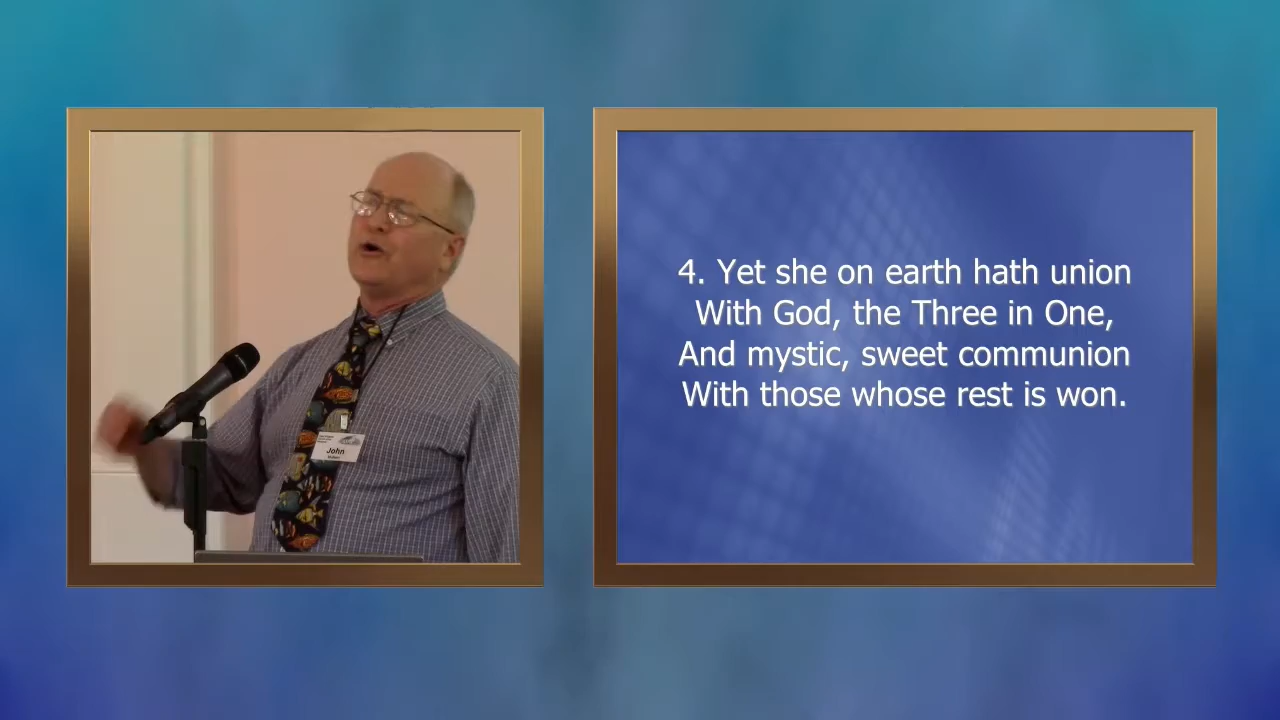 John
4. Yet she on earth hath union
With God, the Three in One,
And mystic, sweet communion
With those whose rest is won.